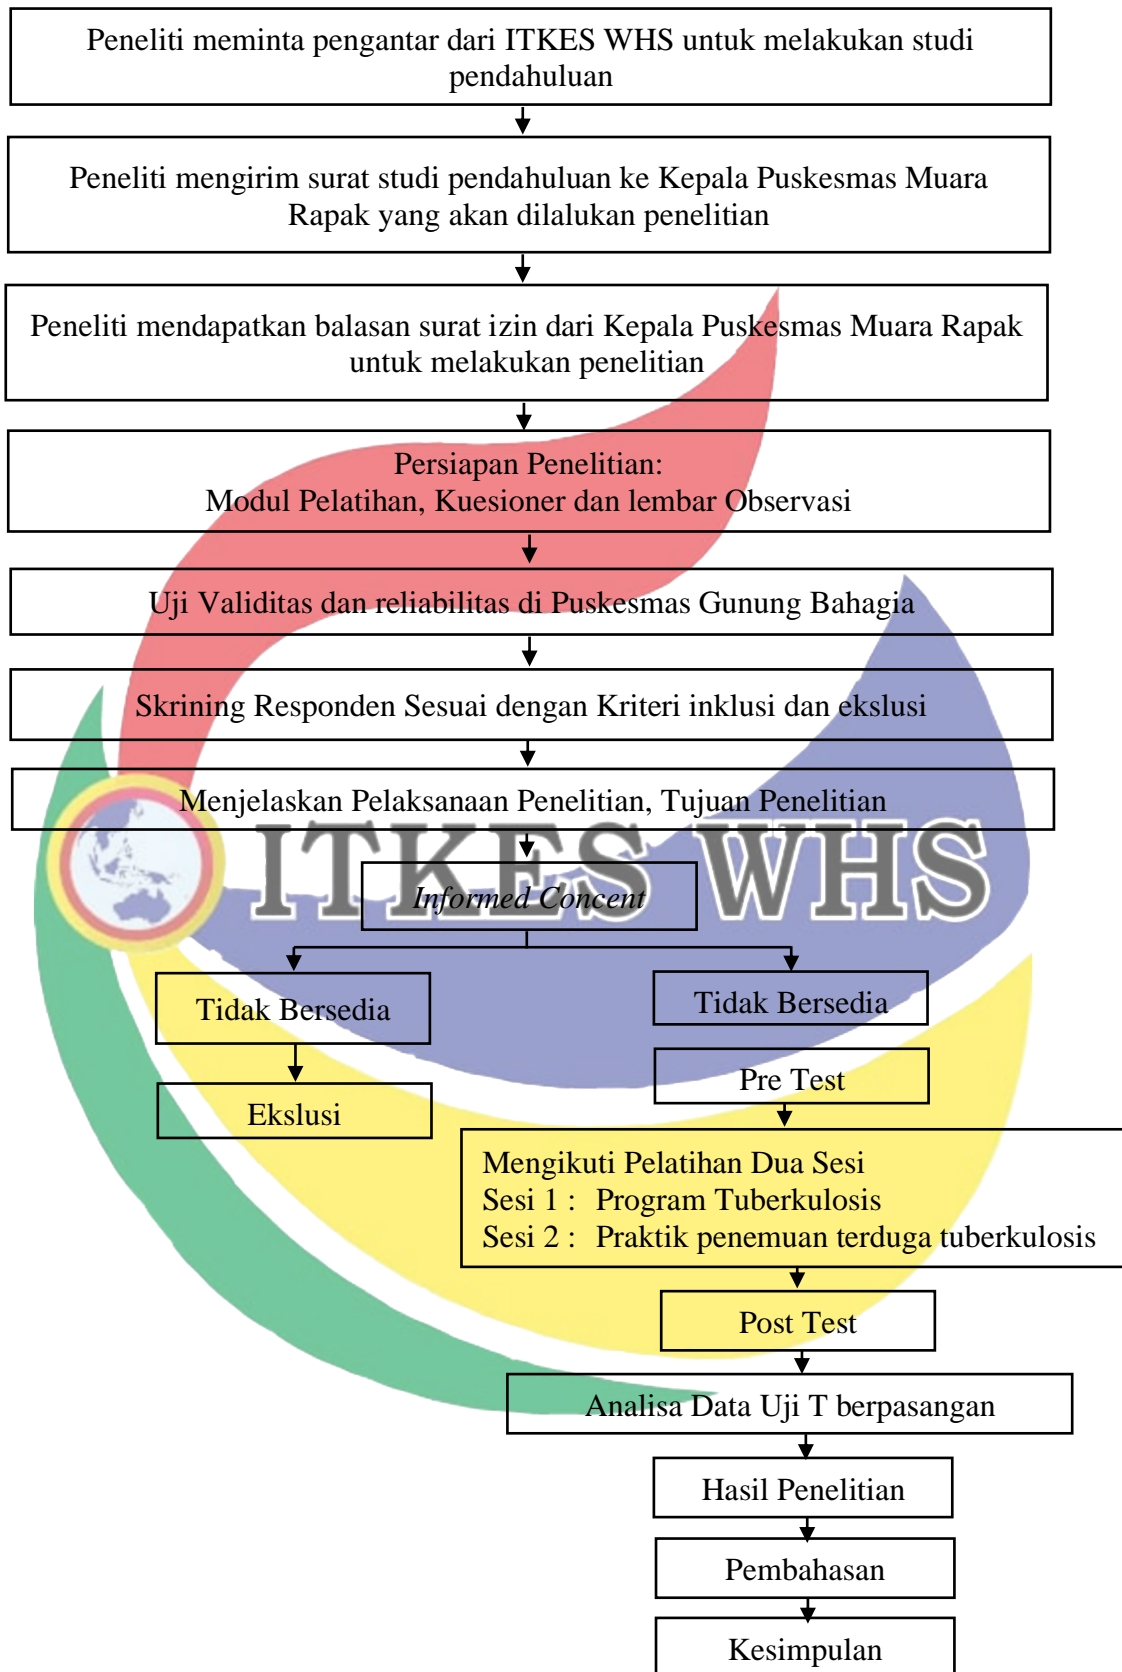 Peneliti meminta pengantar dari ITKES WHS untuk melakukan studi
pendahuluan
Peneliti mengirim surat studi pendahuluan ke Kepala Puskesmas Muara
Rapak yang akan dilalukan penelitian
Peneliti mendapatkan balasan surat izin dari Kepala Puskesmas Muara Rapak
untuk melakukan penelitian
Persiapan Penelitian:
Modul Pelatihan, Kuesioner dan lembar Observasi
Uji Validitas dan reliabilitas di Puskesmas Gunung Bahagia
Skrining Responden Sesuai dengan Kriteri inklusi dan ekslusi
Menjelaskan Pelaksanaan Penelitian, Tujuan Penelitian
ITKES WHS
Informed Concent
Tidak Bersedia
Tidak Bersedia
Ekslusi
Pre Test
Mengikuti Pelatihan Dua Sesi
Sesi 1 : Program Tuberkulosis
Sesi 2 : Praktik penemuan terduga tuberkulosis
Post Test
Analisa Data Uji T berpasangan
Hasil Penelitian
Pembahasan
Kesimpulan